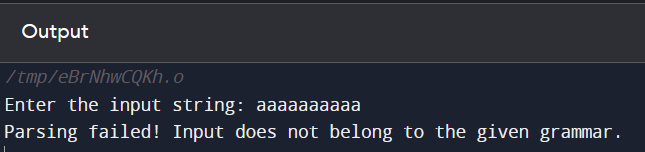 Output
/tmp/eBrNhwCQKh.o
Enter the input string: aaaaaaaaaa
Parsing failed! Input does not belong to the given grammar.